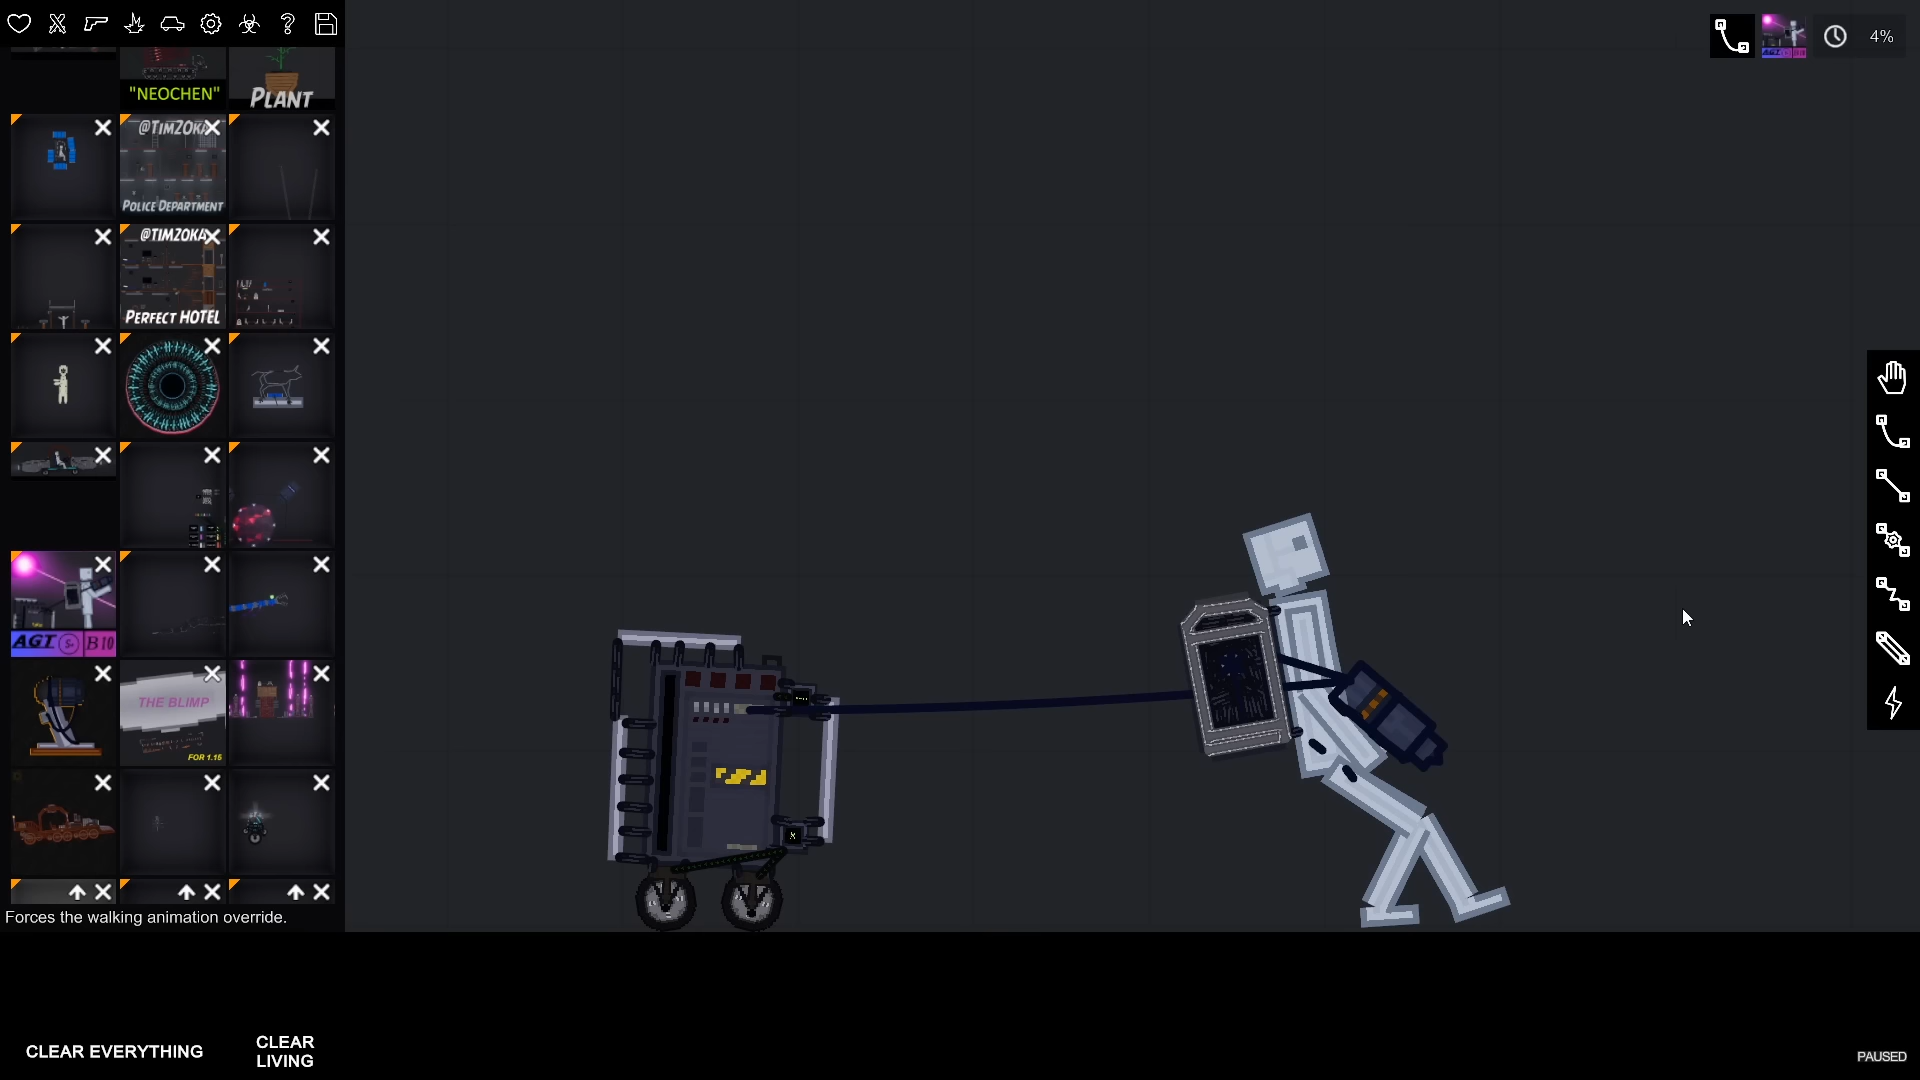 4%
"NEOCHEN"
PLANT
@TIMZOKA
POLICE DEPARTMENT
@TIMZOKA
PERFECT HOTEL
AGT S+ B10
THE BLIMP
FOR 1.15
Forces the walking animation override.
CLEAR EVERYTHING
CLEAR
LIVING
PAUSED